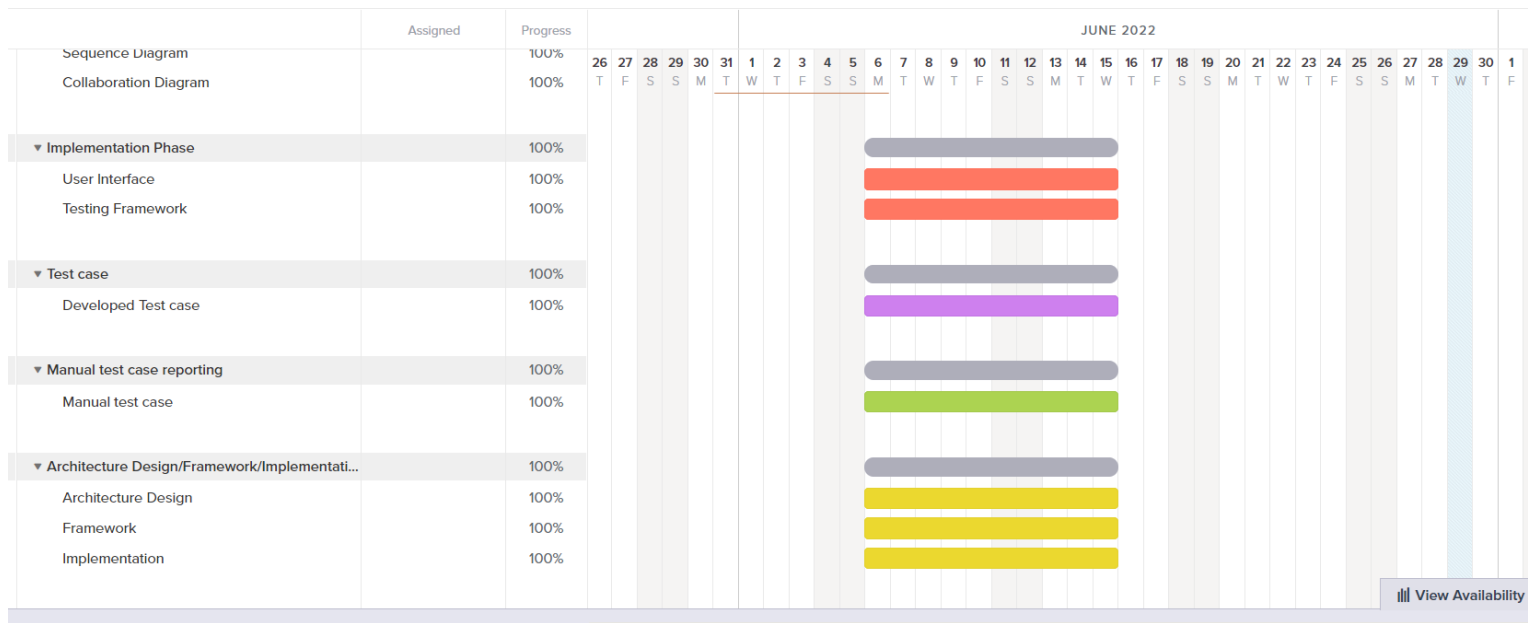 Assigned Progress JUNE 2022
Sequence Diagram 100%
26 27 28 29 30 31 1 2 3 4 5 6 7 8 9 10 11 12 13 14 15 16 17 18 19 20 21 22 23 24 25 26 27 28 29 30 1
T F S S M T W T F S S M T W T F S S M T W T F S S M T W T F S S M T W T F
Collaboration Diagram 100%
Implementation Phase 100%
User Interface 100%
Testing Framework 100%
Test case 100%
Developed Test case 100%
Manual test case reporting 100%
Manual test case 100%
Architecture Design/Framework/Implementati... 100%
Architecture Design 100%
Framework 100%
Implementation 100%
View Availability